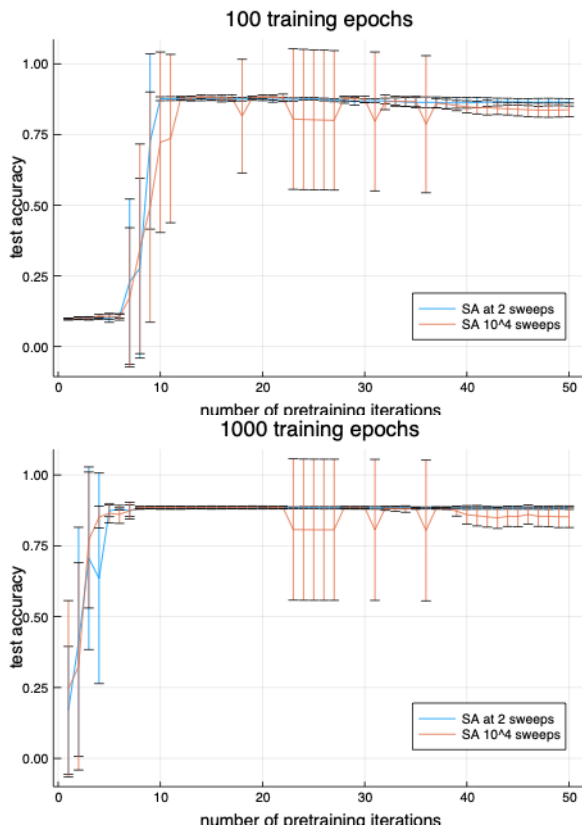 100 training epochs
1.00
0.75
0.50
0.25
0.00
test accuracy
SA at 2 sweeps
SA 10^4 sweeps
0 10 20 30 40 50
number of pretraining iterations
1000 training epochs
1.00
0.75
0.50
0.25
0.00
test accuracy
SA at 2 sweeps
SA 10^4 sweeps
0 10 20 30 40 50
number of pretraining iterations